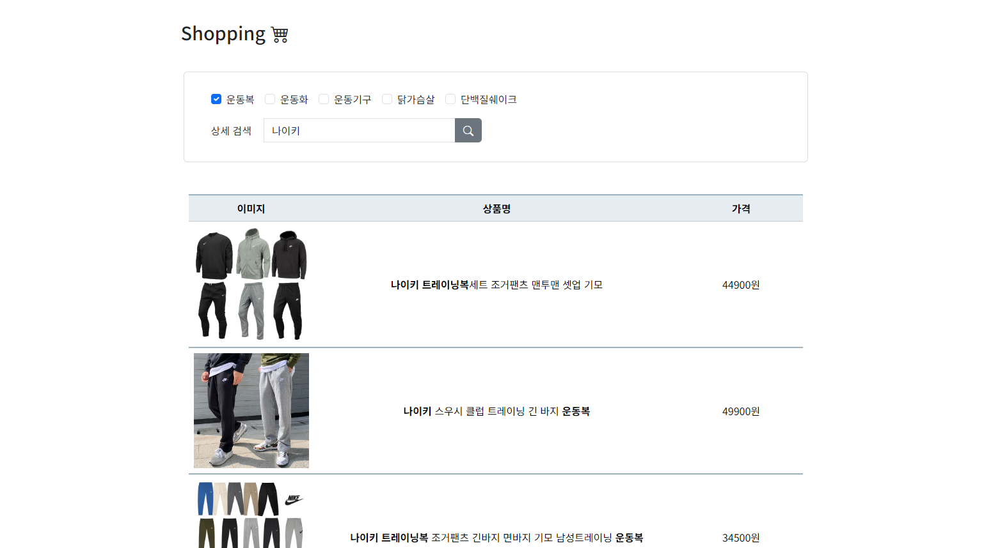 Shopping
운동복 운동화 운동기구 닭가슴살 단백질쉐이크
상세 검색 나이키
이미지 상품명 가격
나이키 트레이닝복세트 조거팬츠 맨투맨 셋업 기모 44900원
나이키 스우시 클럽 트레이닝 긴 바지 운동복 49900원
NIKE
나이키 트레이닝복 조거팬츠 긴바지 면바지 기모 남성트레이닝 운동복 34500원